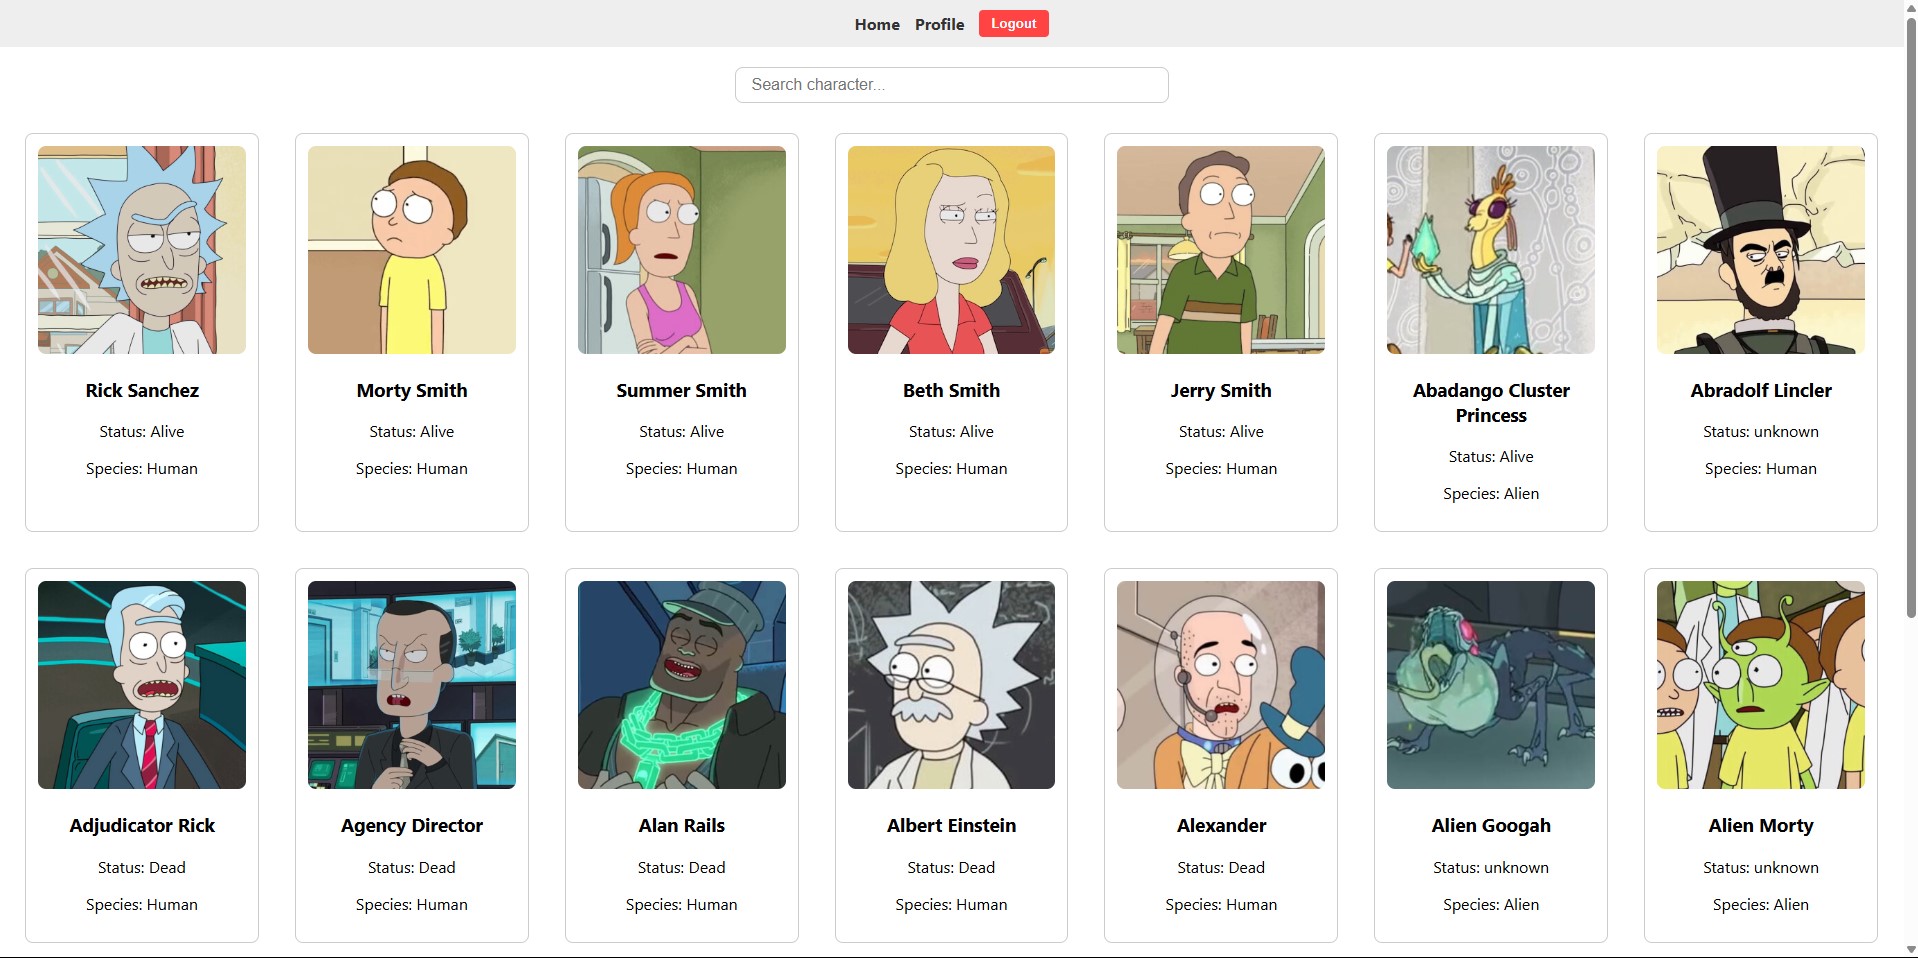 Home Profile Logout
Search character...
Rick Sanchez
Status: Alive
Species: Human
Morty Smith
Status: Alive
Species: Human
Summer Smith
Status: Alive
Species: Human
Beth Smith
Status: Alive
Species: Human
Jerry Smith
Status: Alive
Species: Human
Abadango Cluster
Princess
Status: Alive
Species: Alien
Abradolf Lincler
Status: unknown
Species: Human
Adjudicator Rick
Status: Dead
Species: Human
Agency Director
Status: Dead
Species: Human
Alan Rails
Status: Dead
Species: Human
Albert Einstein
Status: Dead
Species: Human
Alexander
Status: Dead
Species: Human
Alien Googah
Status: unknown
Species: Alien
Alien Morty
Status: unknown
Species: Alien